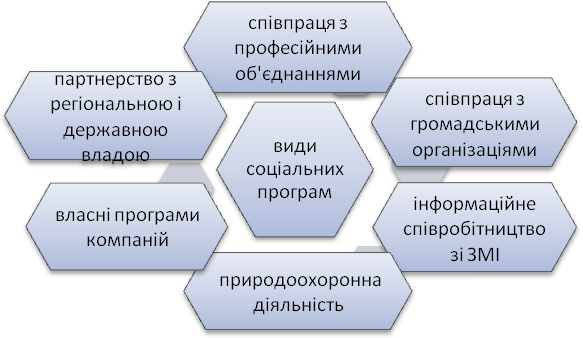 співпраця з
професійними
об'єднаннями
співпраця з
громадськими
організаціями
інформаційне
співробітництво
зі ЗМІ
природоохоронна
діяльність
власні програми
компаній
партнерство з
регіональною і
державною
владою
види
соціальних
програм